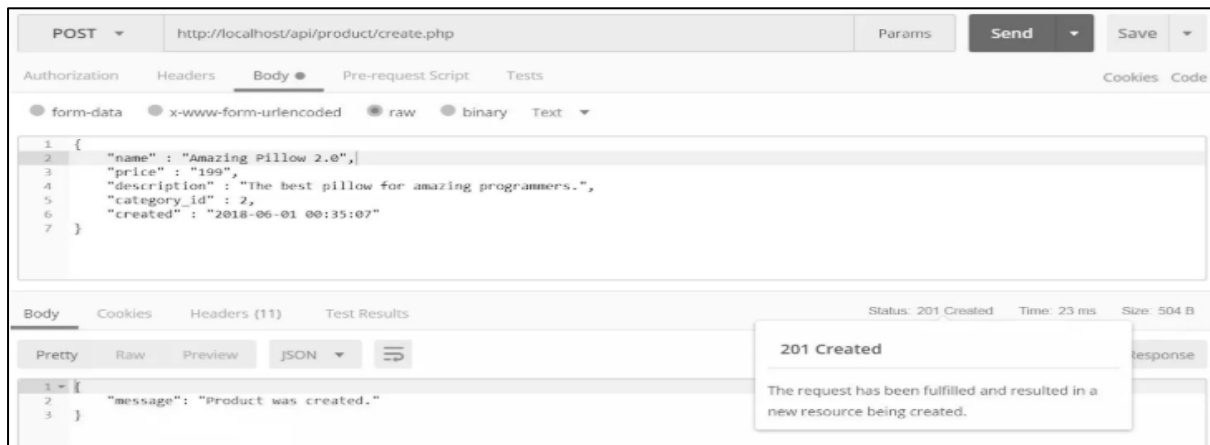 POST http://localhost/api/product/create.php Params Send Save
Authorization Headers Body Pre-request Script Tests Cookies Code
form-data x-www-form-urlencoded raw binary Text
1 {
2 "name" : "Amazing Pillow 2.0",
3 "price" : "199",
4 "description" : "The best pillow for amazing programmers.",
5 "category_id" : 2,
6 "created" : "2018-06-01 00:35:07"
7 }
Body Cookies Headers (11) Test Results Status: 201 Created Time: 23 ms Size: 504 B
Pretty Raw Preview JSON Response
201 Created
The request has been fulfilled and resulted in a
new resource being created.
1 {
2 "message": "Product was created."
3 }